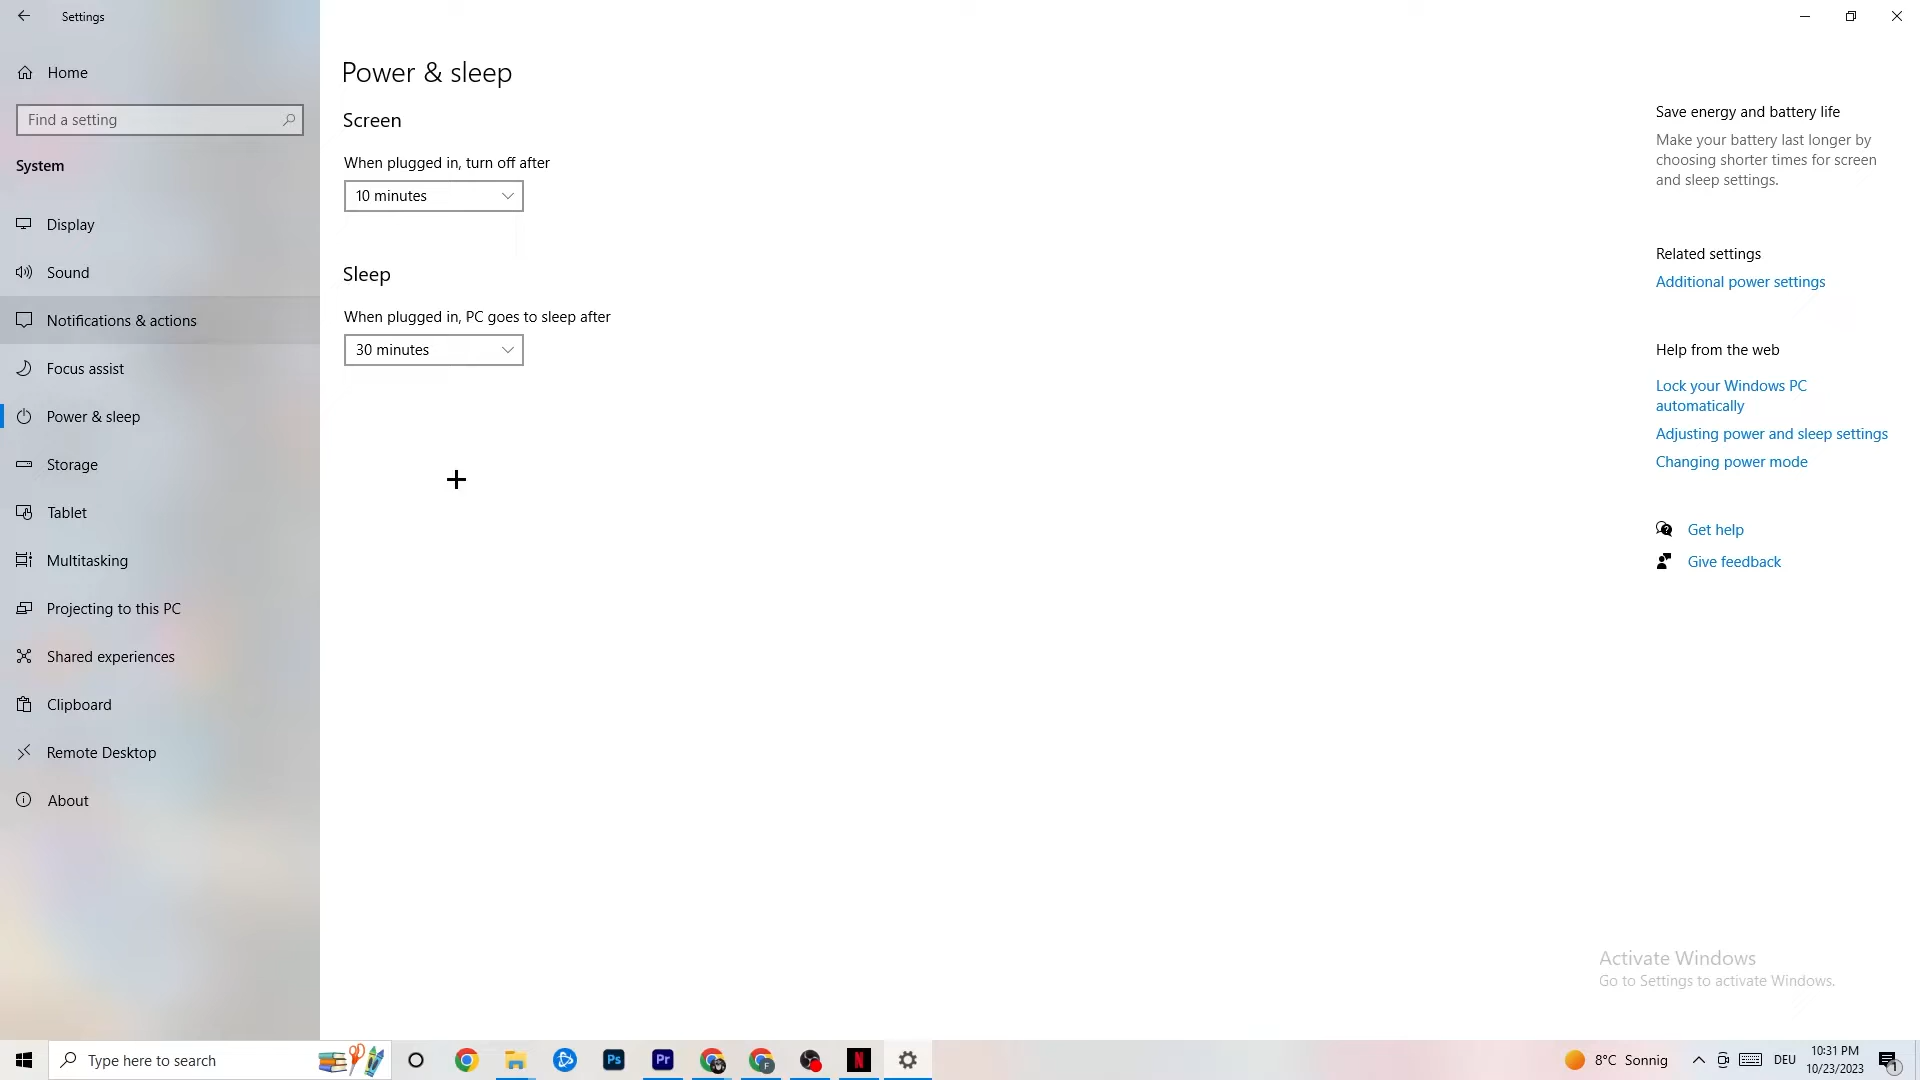 Settings
Home
Find a setting
System
Display
Sound
Notifications & actions
Focus assist
Power & sleep
Storage
Tablet
Multitasking
Projecting to this PC
Shared experiences
Clipboard
Remote Desktop
About
Power & sleep
Screen
When plugged in, turn off after
10 minutes
Sleep
When plugged in, PC goes to sleep after
30 minutes
Save energy and battery life
Make your battery last longer by
choosing shorter times for screen
and sleep settings.
Related settings
Additional power settings
Help from the web
Lock your Windows PC
automatically
Adjusting power and sleep settings
Changing power mode
Get help
Give feedback
Activate Windows
Go to Settings to activate Windows.
Type here to search
Ps
Pr
F
N
8°C Sonnig
DEU
10:31 PM
10/23/2023
1